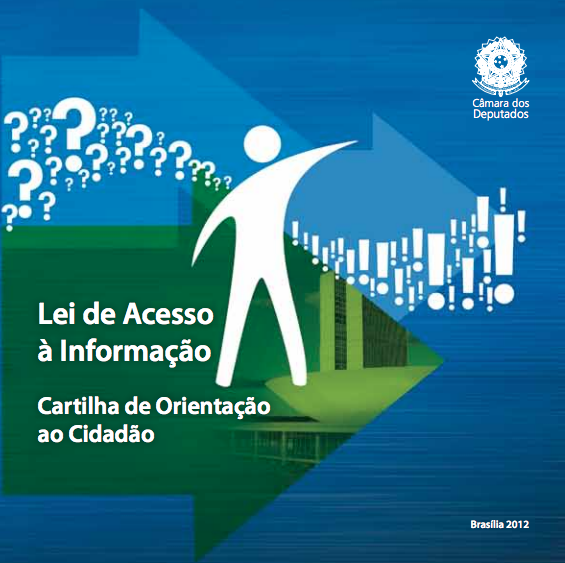 Câmara dos
Deputados
Lei de Acesso
à Informação
Cartilha de Orientação
ao Cidadão
Brasília 2012